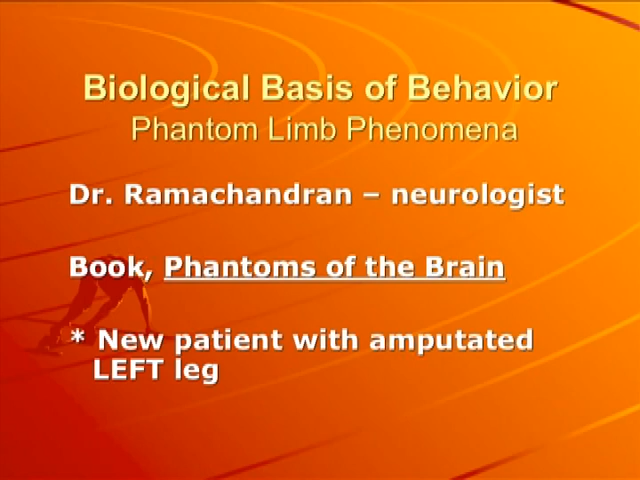 Biological Basis of Behavior
Phantom Limb Phenomena
Dr. Ramachandran – neurologist
Book, Phantoms of the Brain
* New patient with amputated
LEFT leg